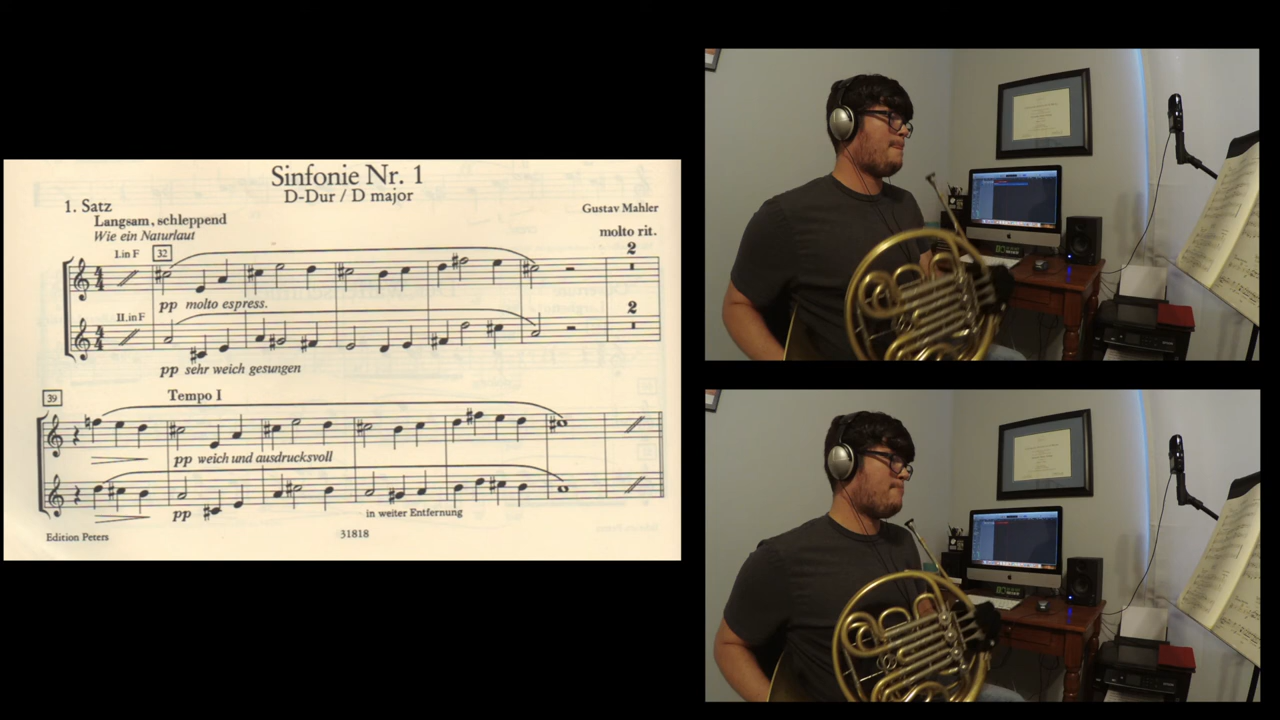 Sinfonie Nr. 1
D-Dur / D major
1. Satz
Gustav Mahler
Langsam, schleppend
Wie ein Naturlaut
molto rit.
I. in F
32
2
pp molto espress.
II. in F
2
pp sehr weich gesungen
39
Tempo I
pp weich und ausdrucksvoll
pp
in weiter Entfernung
Edition Peters
31818